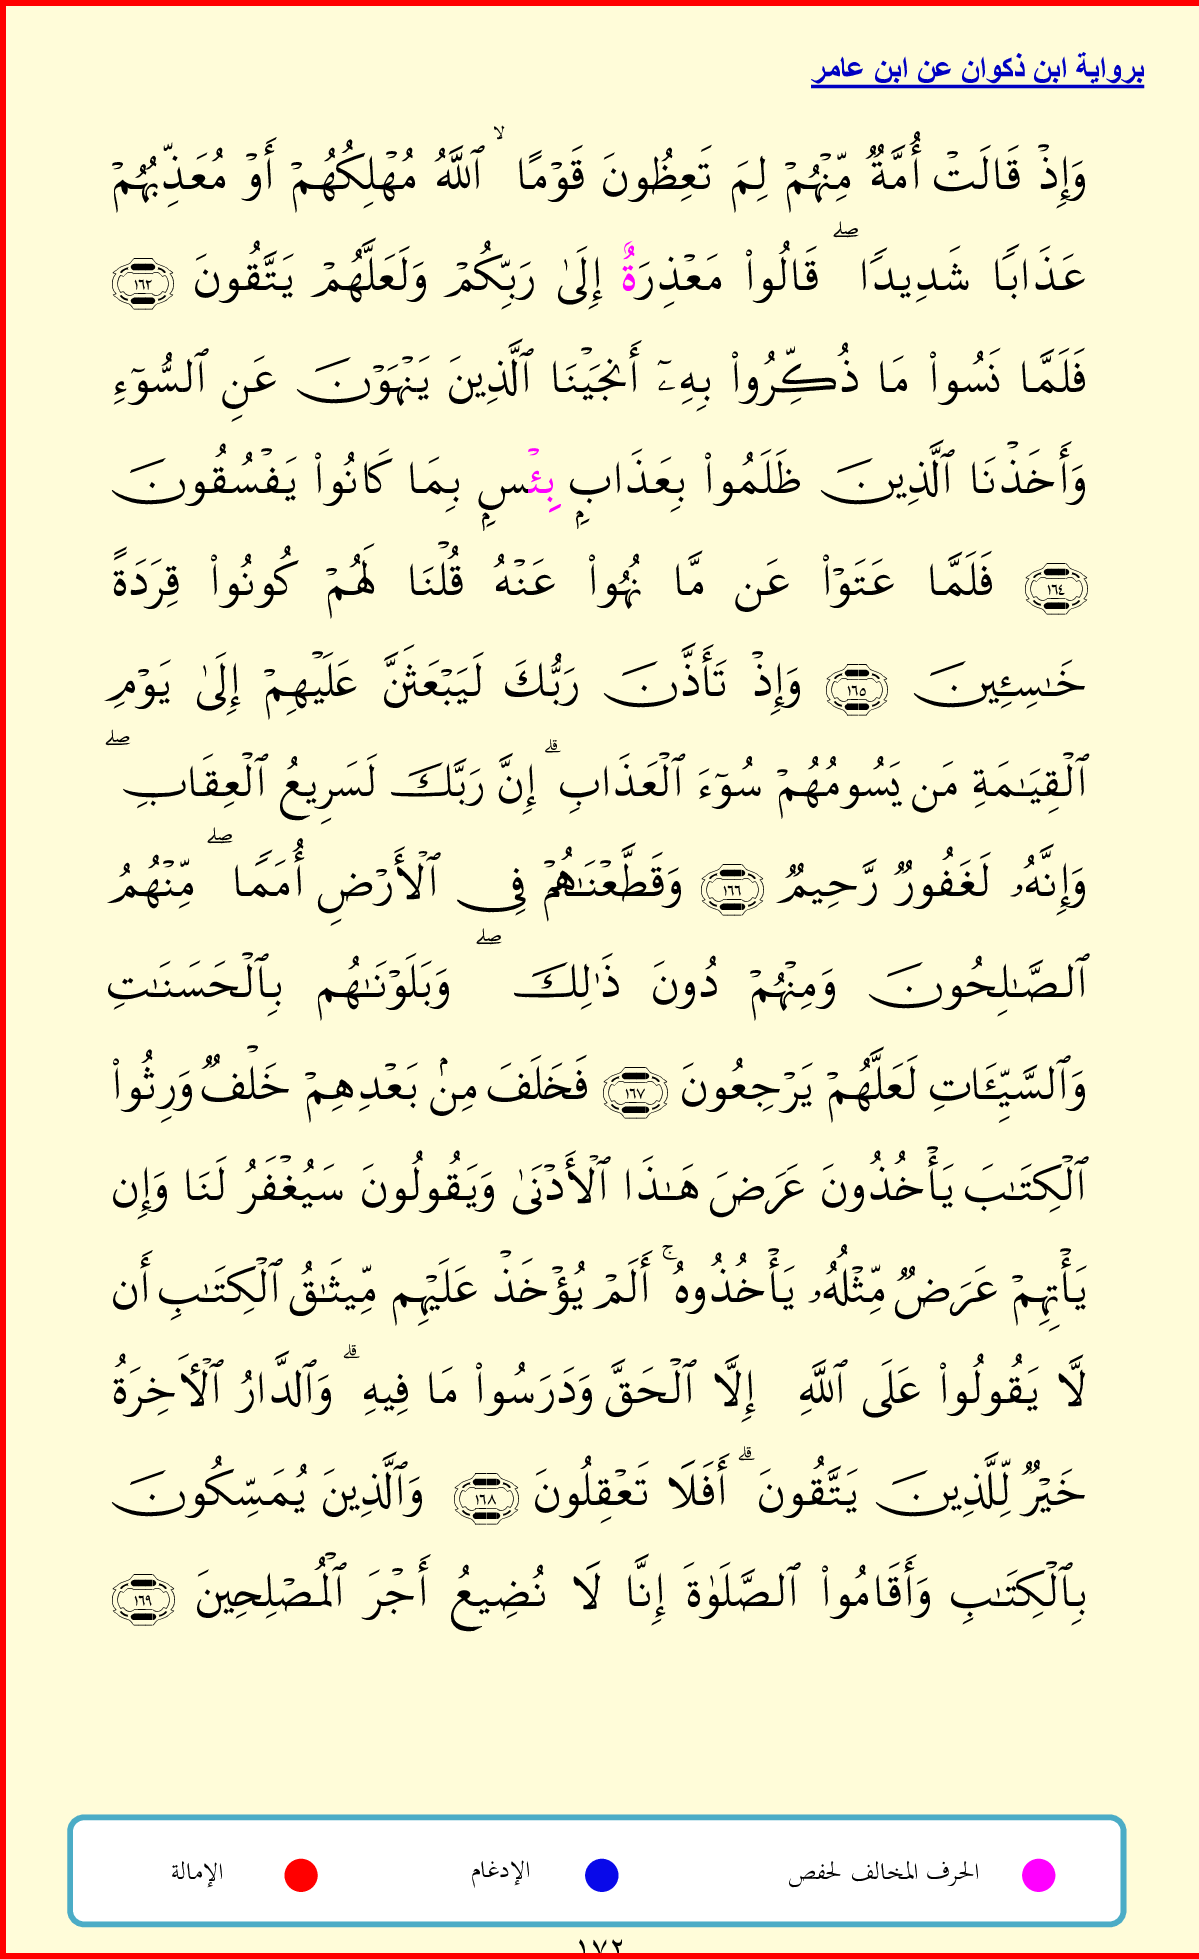 برواية ابن ذكوان عن ابن عامر
وَإِذۡ قَالَتۡ أُمَّةٞ مِّنۡهُمۡ لِمَ تَعِظُونَ قَوۡمًا ۙ ٱللَّهُ مُهۡلِكُهُمۡ أَوۡ مُعَذِّبُهُمۡ
عَذَابٗا شَدِيدٗا ۖ قَالُواْ مَعۡذِرَةٌ إِلَىٰ رَبِّكُمۡ وَلَعَلَّهُمۡ يَتَّقُونَ ١٦٣
فَلَمَّا نَسُواْ مَا ذُكِّرُواْ بِهِۦٓ أَنجَيۡنَا ٱلَّذِينَ يَنۡهَوۡنَ عَنِ ٱلسُّوٓءِ
وَأَخَذۡنَا ٱلَّذِينَ ظَلَمُواْ بِعَذَابِۭ بِئۡسِۭ بِمَا كَانُواْ يَفۡسُقُونَ
١٦٤ فَلَمَّا عَتَوۡاْ عَن مَّا نُهُواْ عَنۡهُ قُلۡنَا لَهُمۡ كُونُواْ قِرَدَةً
خَٰسِـِٔينَ ١٦٥ وَإِذۡ تَأَذَّنَ رَبُّكَ لَيَبۡعَثَنَّ عَلَيۡهِمۡ إِلَىٰ يَوۡمِ
ٱلۡقِيَٰمَةِ مَن يَسُومُهُمۡ سُوٓءَ ٱلۡعَذَابِ ۗ إِنَّ رَبَّكَ لَسَرِيعُ ٱلۡعِقَابِ ۖ
وَإِنَّهُۥ لَغَفُورٞ رَّحِيمٞ ١٦٦ وَقَطَّعۡنَٰهُمۡ فِي ٱلۡأَرۡضِ أُمَمٗا ۖ مِّنۡهُمُ
ٱلصَّٰلِحُونَ وَمِنۡهُمۡ دُونَ ذَٰلِكَ ۖ وَبَلَوۡنَٰهُم بِٱلۡحَسَنَٰتِ
وَٱلسَّيِّـَٔاتِ لَعَلَّهُمۡ يَرۡجِعُونَ ١٦٧ فَخَلَفَ مِنۢ بَعۡدِهِمۡ خَلۡفٞ وَرِثُواْ
ٱلۡكِتَٰبَ يَأۡخُذُونَ عَرَضَ هَٰذَا ٱلۡأَدۡنَىٰ وَيَقُولُونَ سَيُغۡفَرُ لَنَا وَإِن
يَأۡتِهِمۡ عَرَضٞ مِّثۡلُهُۥ يَأۡخُذُوهُ ۚ أَلَمۡ يُؤۡخَذۡ عَلَيۡهِم مِّيثَٰقُ ٱلۡكِتَٰبِ أَن
لَّا يَقُولُواْ عَلَى ٱللَّهِ إِلَّا ٱلۡحَقَّ وَدَرَسُواْ مَا فِيهِ ۗ وَٱلدَّارُ ٱلۡأٓخِرَةُ
خَيۡرٞ لِّلَّذِينَ يَتَّقُونَ ۗ أَفَلَا تَعۡقِلُونَ ١٦٨ وَٱلَّذِينَ يُمَسِّكُونَ
بِٱلۡكِتَٰبِ وَأَقَامُواْ ٱلصَّلَوٰةَ إِنَّا لَا نُضِيعُ أَجۡرَ ٱلۡمُصۡلِحِينَ ١٦٩
الحرف المخالف لحفص الإدغام الإمالة
١٧٢